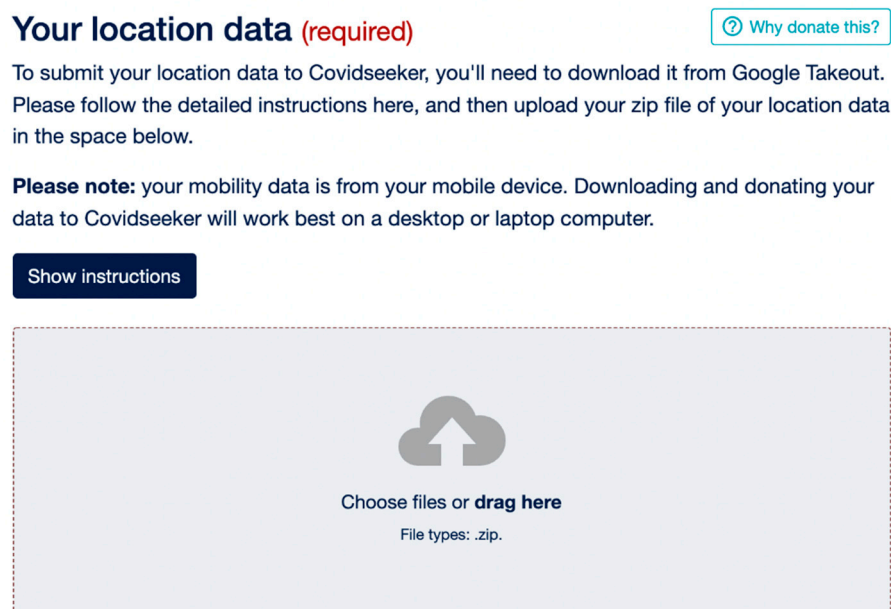 Your location data (required)
Why donate this?
To submit your location data to Covidseeker, you'll need to download it from Google Takeout.
Please follow the detailed instructions here, and then upload your zip file of your location data
in the space below.
Please note: your mobility data is from your mobile device. Downloading and donating your
data to Covidseeker will work best on a desktop or laptop computer.
Show instructions
Choose files or drag here
File types: .zip.